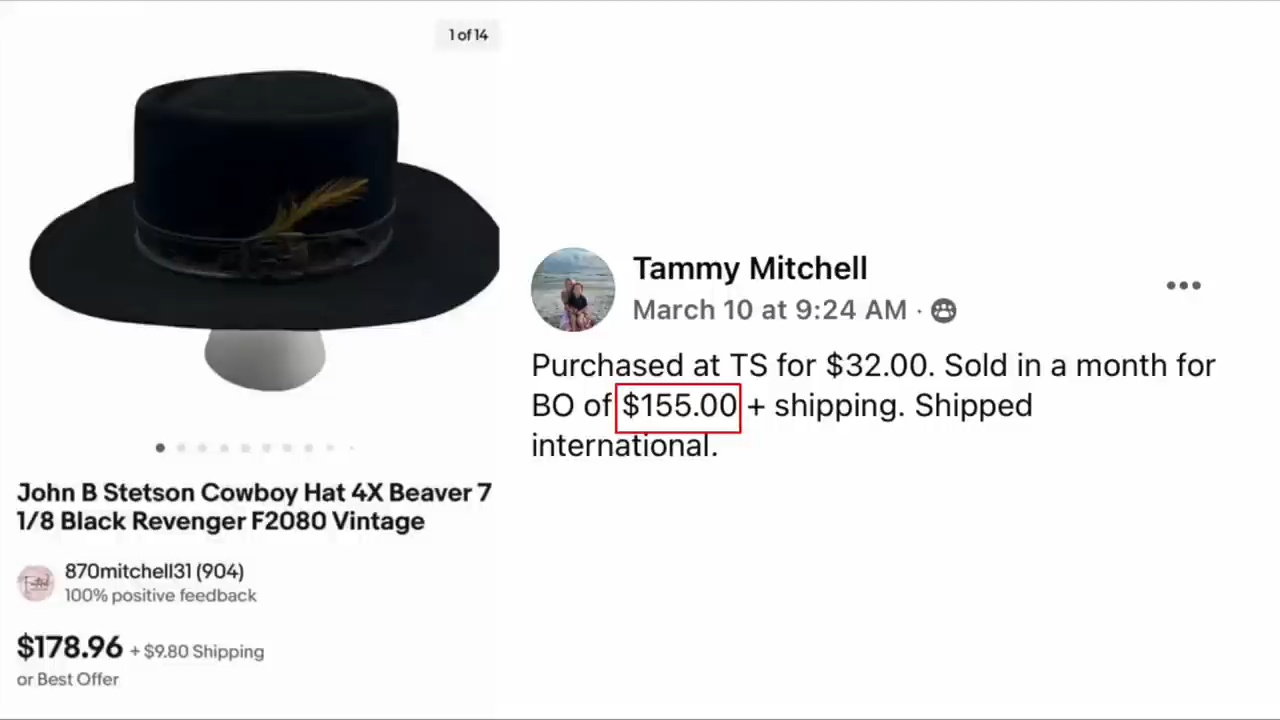 1 of 14
John B Stetson Cowboy Hat 4X Beaver 7
1/8 Black Revenger F2080 Vintage
870mitchell31 (904)
100% positive feedback
$178.96 + $9.80 Shipping
or Best Offer
Tammy Mitchell
March 10 at 9:24 AM ·
Purchased at TS for $32.00. Sold in a month for
BO of $155.00 + shipping. Shipped
international.